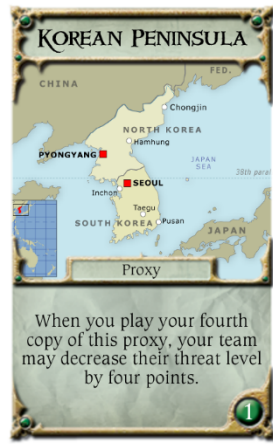 KOREAN PENINSULA
FED.
CHINA
Chongjin
NORTH KOREA
Hamhung
PYONGYANG
JAPAN
SEA
38th paral
SEOUL
Inchon
Taegu
SOUTH KOREA
Pusan
JAPAN
Proxy
When you play your fourth
copy of this proxy, your team
may decrease their threat level
by four points.
1